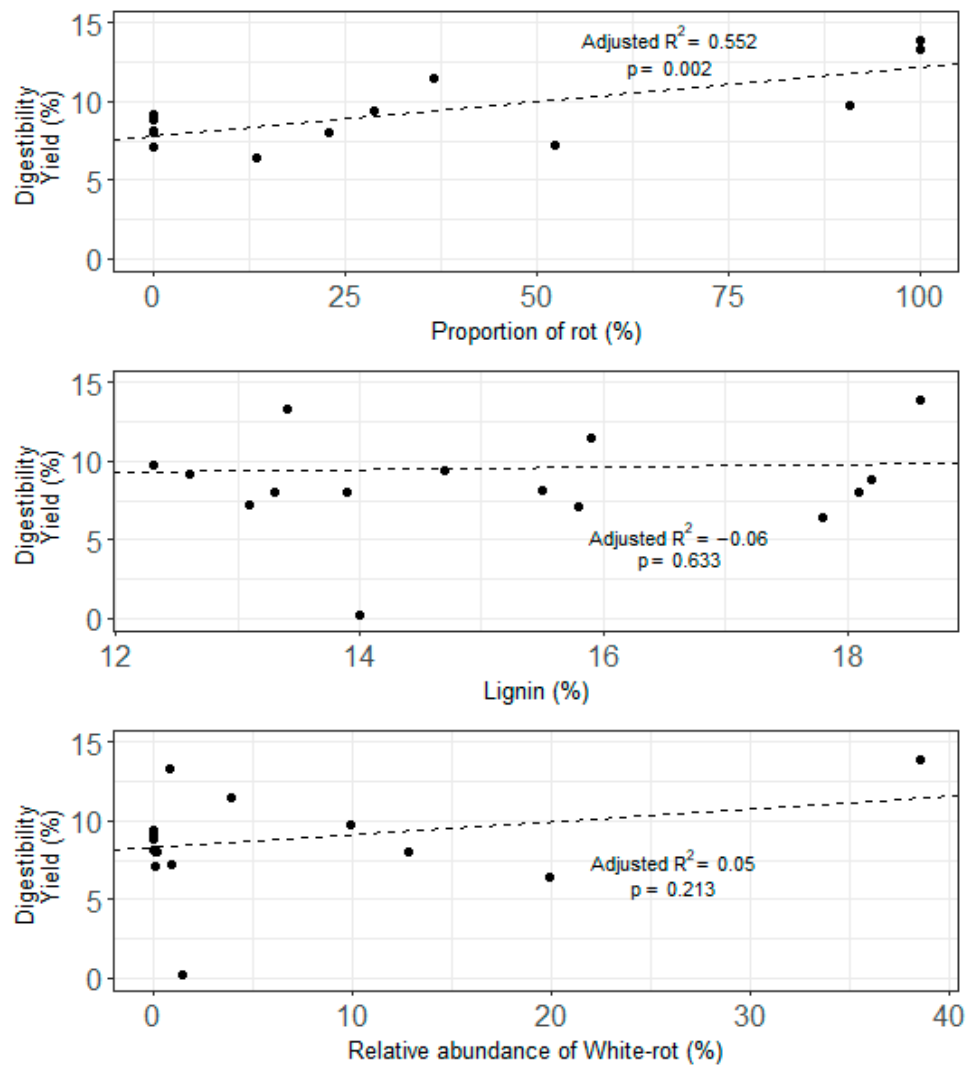 15
10
5
0
Digestibility
Yield (%)
Adjusted R² = 0.552
p = 0.002
0 25 50 75 100
Proportion of rot (%)
15
10
5
0
Digestibility
Yield (%)
Adjusted R² = −0.06
p = 0.633
12 14 16 18
Lignin (%)
15
10
5
0
Digestibility
Yield (%)
Adjusted R² = 0.05
p = 0.213
0 10 20 30 40
Relative abundance of White-rot (%)